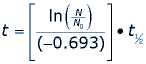 t = [ ln(N/N₀) / (-0.693) ] • t₁/₂